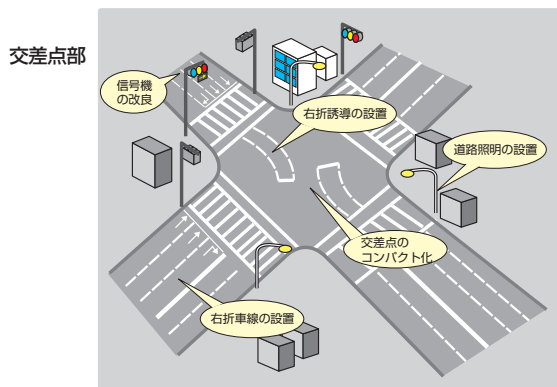 交差点部
信号機
の改良
右折誘導の設置
道路照明の設置
交差点の
コンパクト化
右折車線の設置